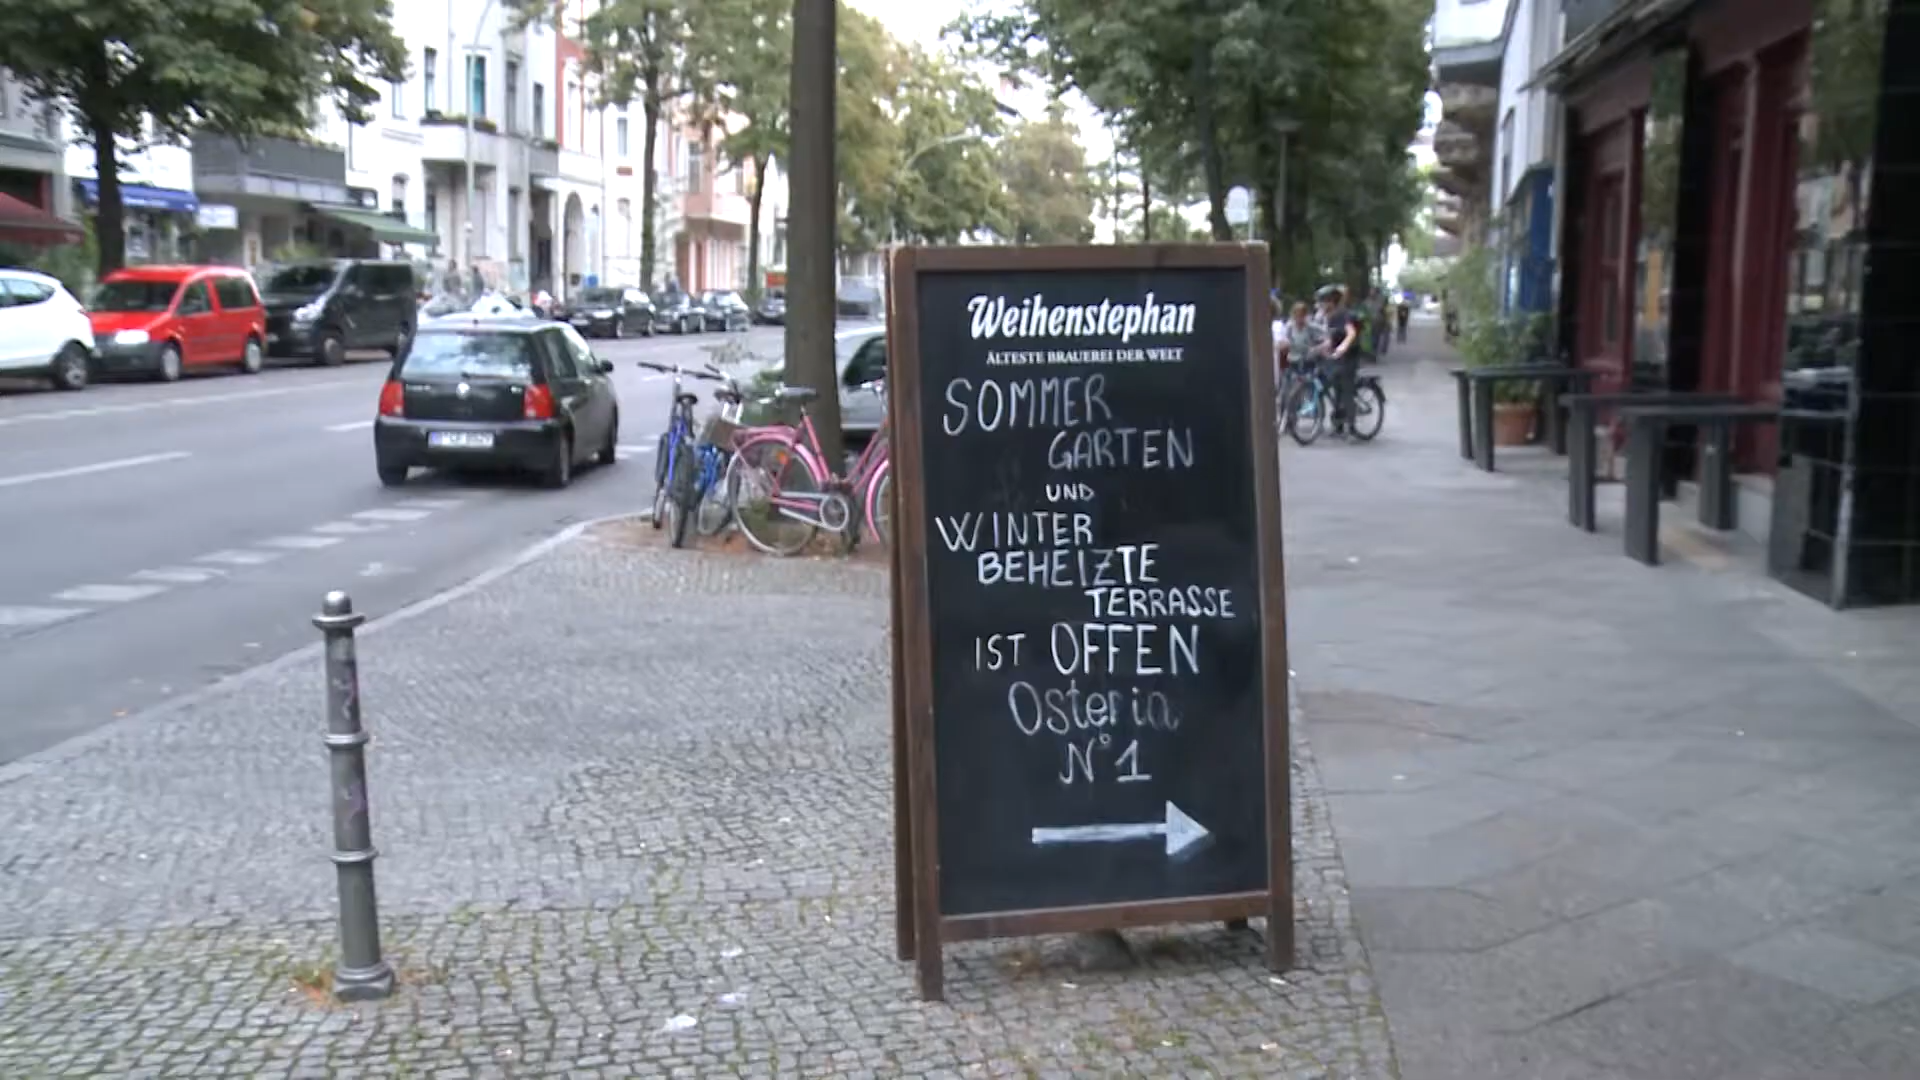 Weihenstephan
ÄLTESTE BRAUEREI DER WELT
SOMMER
GARTEN
UND
WINTER
BEHEIZTE
TERRASSE
IST OFFEN
Osteria
N°1